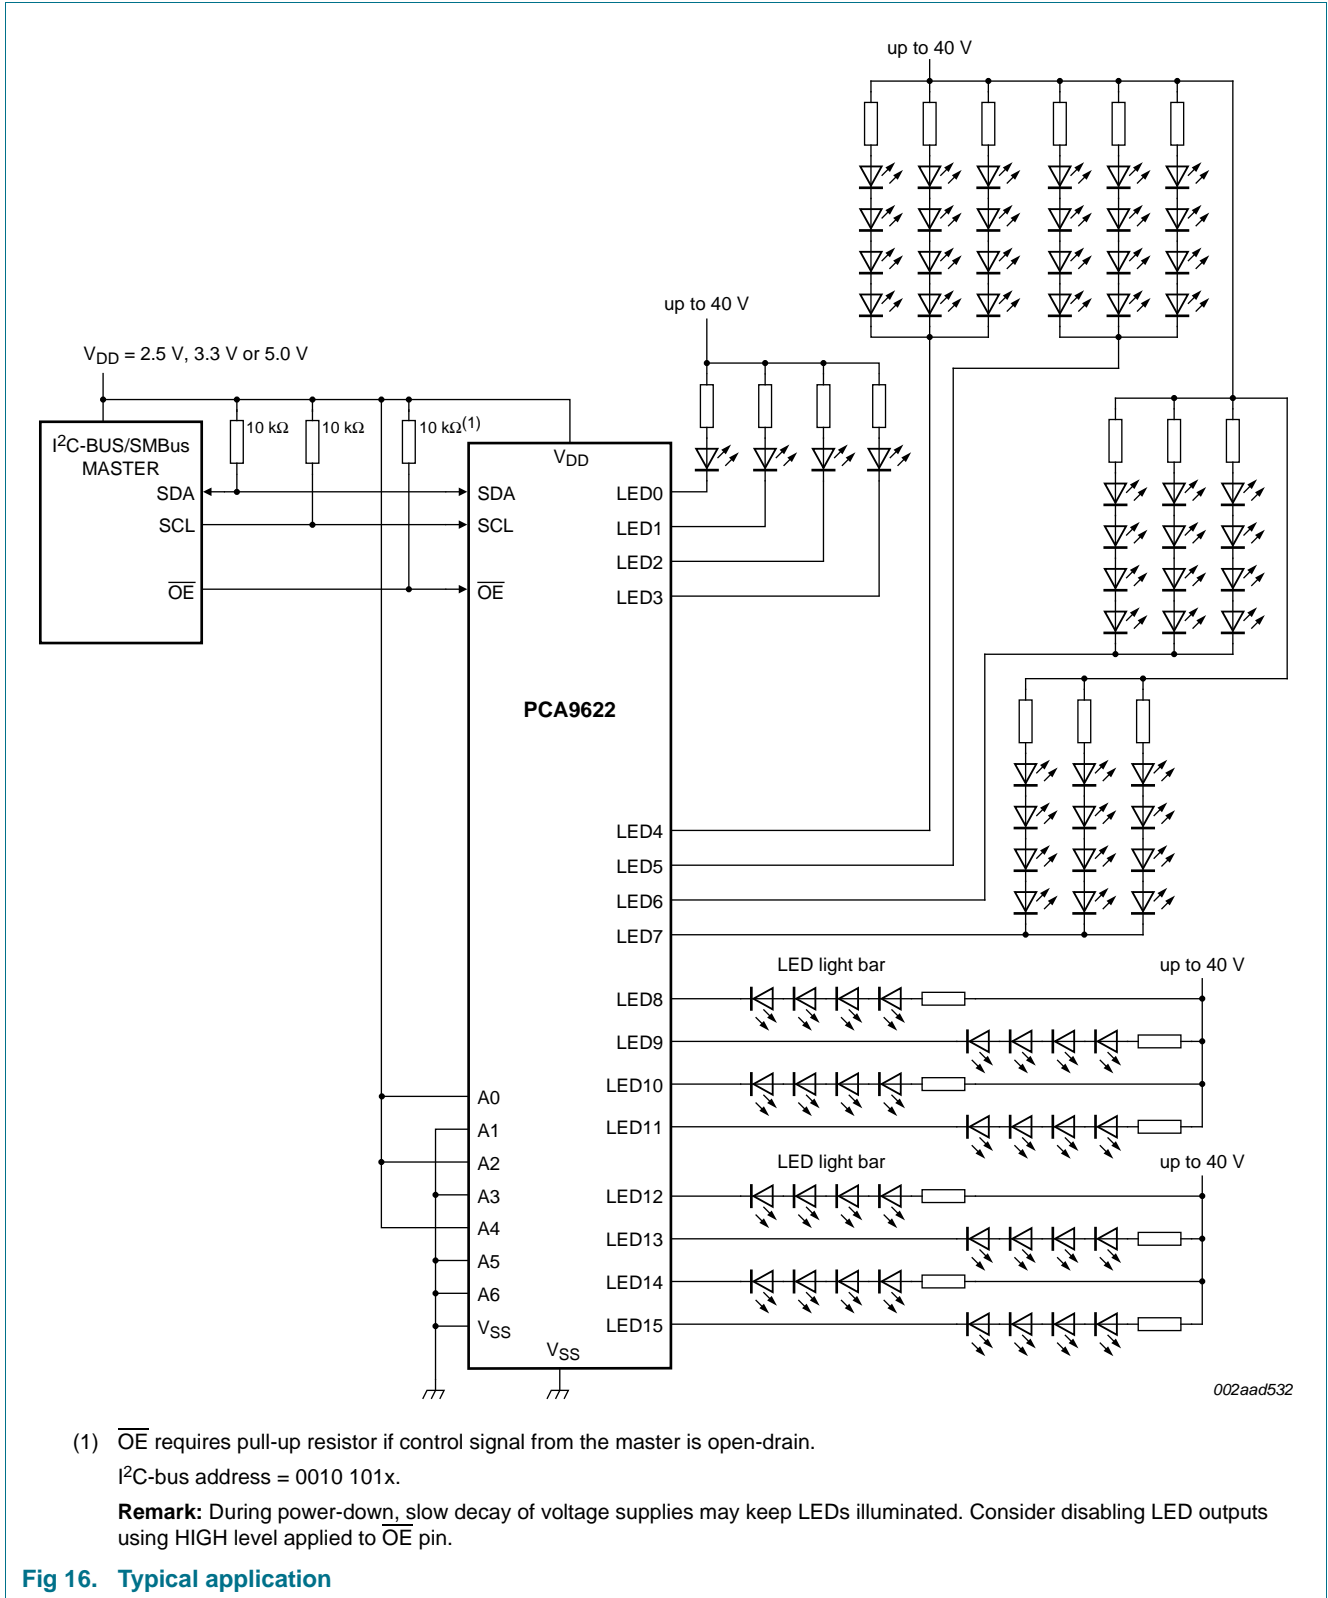 up to 40 V
up to 40 V
VDD = 2.5 V, 3.3 V or 5.0 V
I2C-BUS/SMBus
MASTER
10 kΩ
10 kΩ
10 kΩ(1)
VDD
SDA
SDA
LED0
SCL
SCL
LED1
LED2
OE
OE
LED3
PCA9622
LED4
LED5
LED6
LED7
LED light bar
up to 40 V
LED8
LED9
LED10
A0
LED11
A1
A2
LED light bar
up to 40 V
A3
LED12
A4
LED13
A5
LED14
A6
LED15
VSS
VSS
002aad532
(1) OE requires pull-up resistor if control signal from the master is open-drain.
I2C-bus address = 0010 101x.
Remark: During power-down, slow decay of voltage supplies may keep LEDs illuminated. Consider disabling LED outputs
using HIGH level applied to OE pin.
Fig 16. Typical application